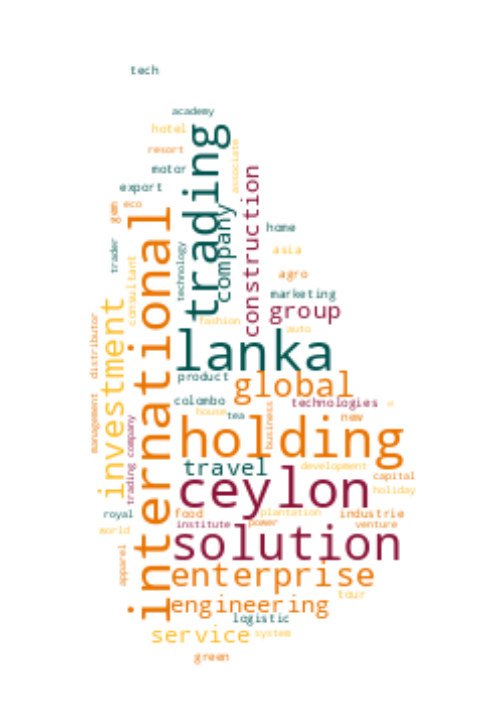 tech
academy
hotel
trading
resort
associate
motor
construction
export
eco
gem
company
international
home
trader
technology
asia
consultant
agro
marketing
investment
group
fashion
auto
distributor
lanka
product
global
colombo
technologies
house
tea
business
new
management
trading company
holding
travel
development
ceylon
capital
holiday
royal
food
plantation
industrie
institute
power
venture
world
solution
apparel
enterprise
tour
engineering
logistic
service
system
green